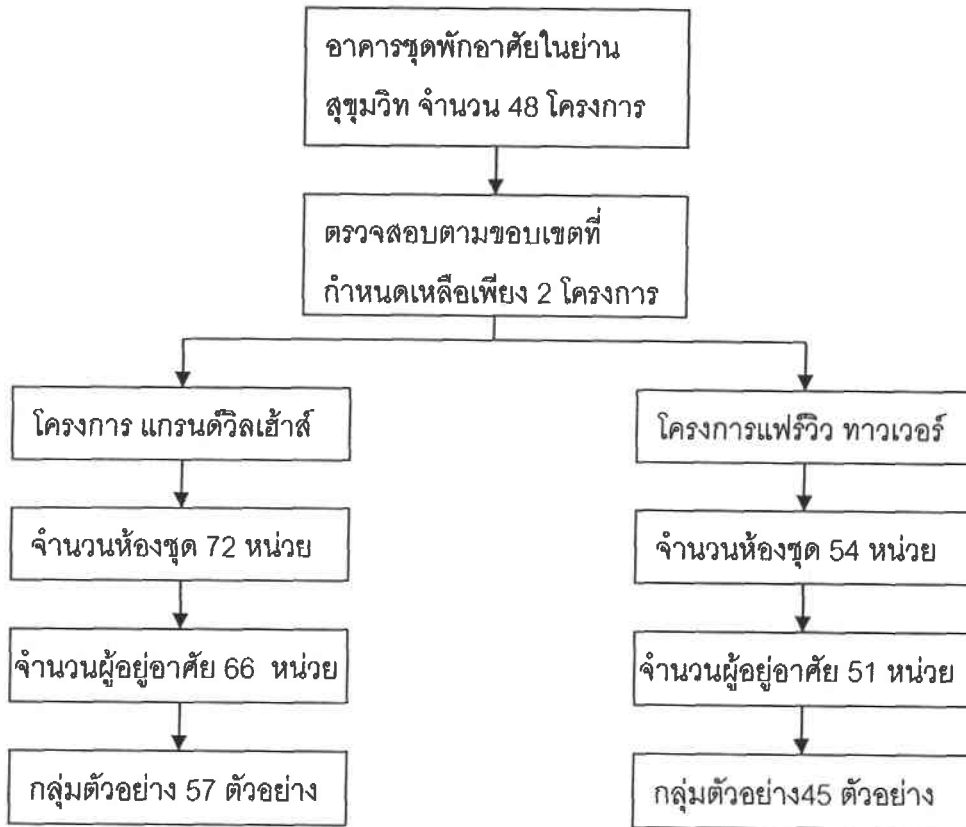 อาคารชุดพักอาศัยในย่าน
สุขุมวิท จำนวน 48 โครงการ
ตรวจสอบตามขอบเขตที่
กำหนดเหลือเพียง 2 โครงการ
โครงการ แกรนด์วิลเฮ้าส์
จำนวนห้องชุด 72 หน่วย
จำนวนผู้อยู่อาศัย 66 หน่วย
กลุ่มตัวอย่าง 57 ตัวอย่าง
โครงการแฟร์วิว ทาวเวอร์
จำนวนห้องชุด 54 หน่วย
จำนวนผู้อยู่อาศัย 51 หน่วย
กลุ่มตัวอย่าง45 ตัวอย่าง